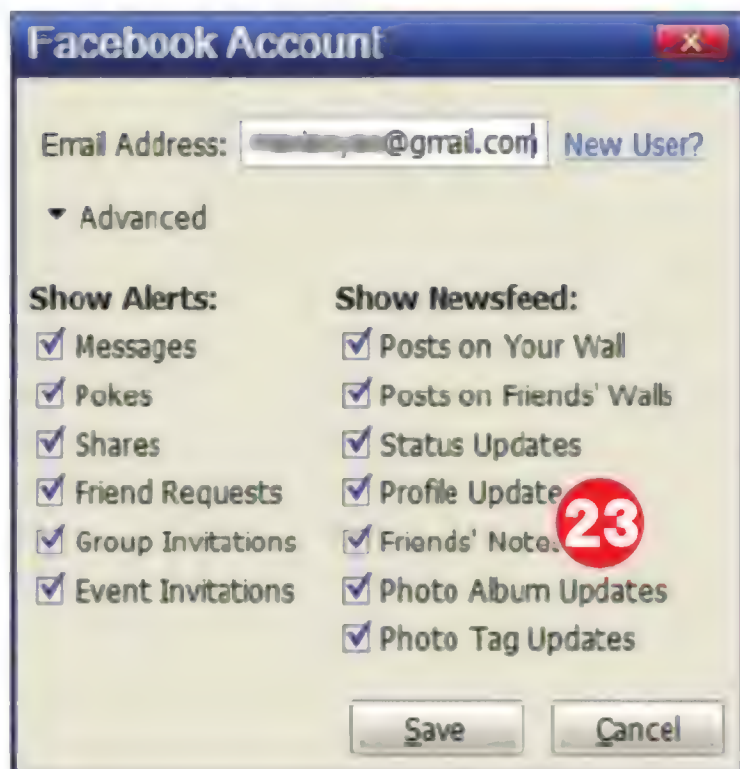 Facebook Account
Email Address: @gmail.com New User?
Advanced
Show Alerts:
Messages
Pokes
Shares
Friend Requests
Group Invitations
Event Invitations
Show Newsfeed:
Posts on Your Wall
Posts on Friends' Walls
Status Updates
Profile Update
Friends' Note
Photo Album Updates
Photo Tag Updates
23
Save Cancel